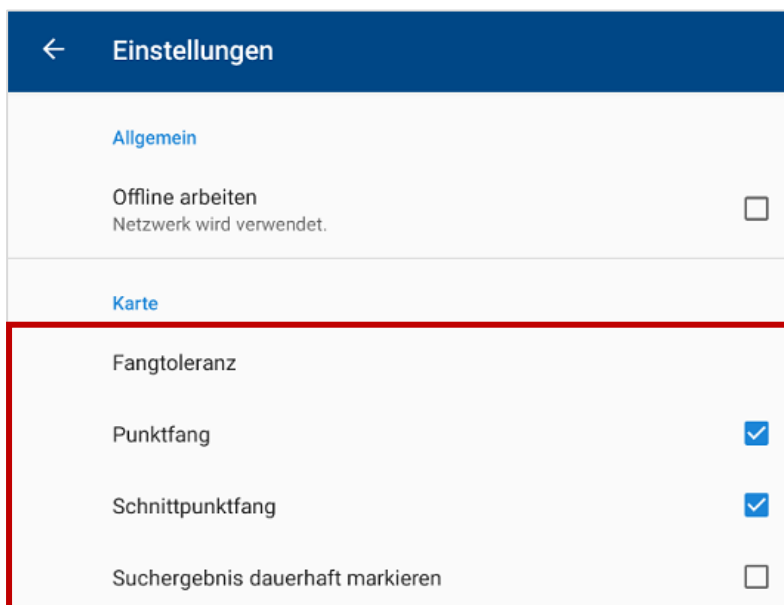 Einstellungen
Allgemein
Offline arbeiten
Netzwerk wird verwendet.
Karte
Fangtoleranz
Punktfang
Schnittpunktfang
Suchergebnis dauerhaft markieren